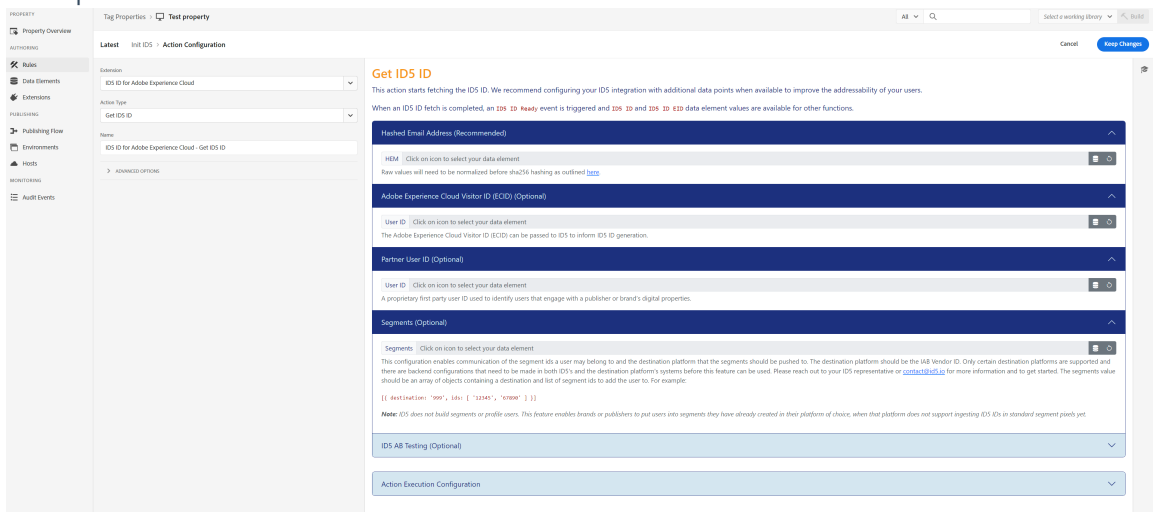 PROPERTY
Tag Properties > Test property
All
Select a working library
Build
Property Overview
AUTHORING
Latest Init ID5 > Action Configuration
Cancel
Keep Changes
Rules
Data Elements
Extensions
PUBLISHING
Publishing Flow
Environments
Hosts
MONITORING
Audit Events
Extension
ID5 ID for Adobe Experience Cloud
Action Type
Get ID5 ID
Name
ID5 ID for Adobe Experience Cloud - Get ID5 ID
> ADVANCED OPTIONS
Get ID5 ID
This action starts fetching the ID5 ID. We recommend configuring your ID5 integration with additional data points when available to improve the addressability of your users.
When an ID5 ID fetch is completed, an ID5 ID Ready event is triggered and ID5 ID and ID5 ID EID data element values are available for other functions.
Hashed Email Address (Recommended)
HEM Click on icon to select your data element
Raw values will need to be normalized before sha256 hashing as outlined here
Adobe Experience Cloud Visitor ID (ECID) (Optional)
User ID Click on icon to select your data element
The Adobe Experience Cloud Visitor ID (ECID) can be passed to ID5 to inform ID5 ID generation.
Partner User ID (Optional)
User ID Click on icon to select your data element
A proprietary first party user ID used to identify users that engage with a publisher or brand's digital properties.
Segments (Optional)
Segments Click on icon to select your data element
This configuration enables communication of the segment ids a user may belong to and the destination platform that the segments should be pushed to. The destination platform should be the IAB Vendor ID. Only certain destination platforms are supported and
there are backend configurations that need to be made in both ID5's and the destination platform's systems before this feature can be used. Please reach out to your ID5 representative or contact@id5.io for more information and to get started. The segments value
should be an array of objects containing a destination and list of segment ids to add the user to. For example:
[{ destination: '999', ids: [ '12345', '67890' ] }]
Note: ID5 does not build segments or profile users. This feature enables brands or publishers to put users into segments they have already created in their platform of choice, when that platform does not support ingesting ID5 IDs in standard segment pixels yet.
ID5 AB Testing (Optional)
Action Execution Configuration